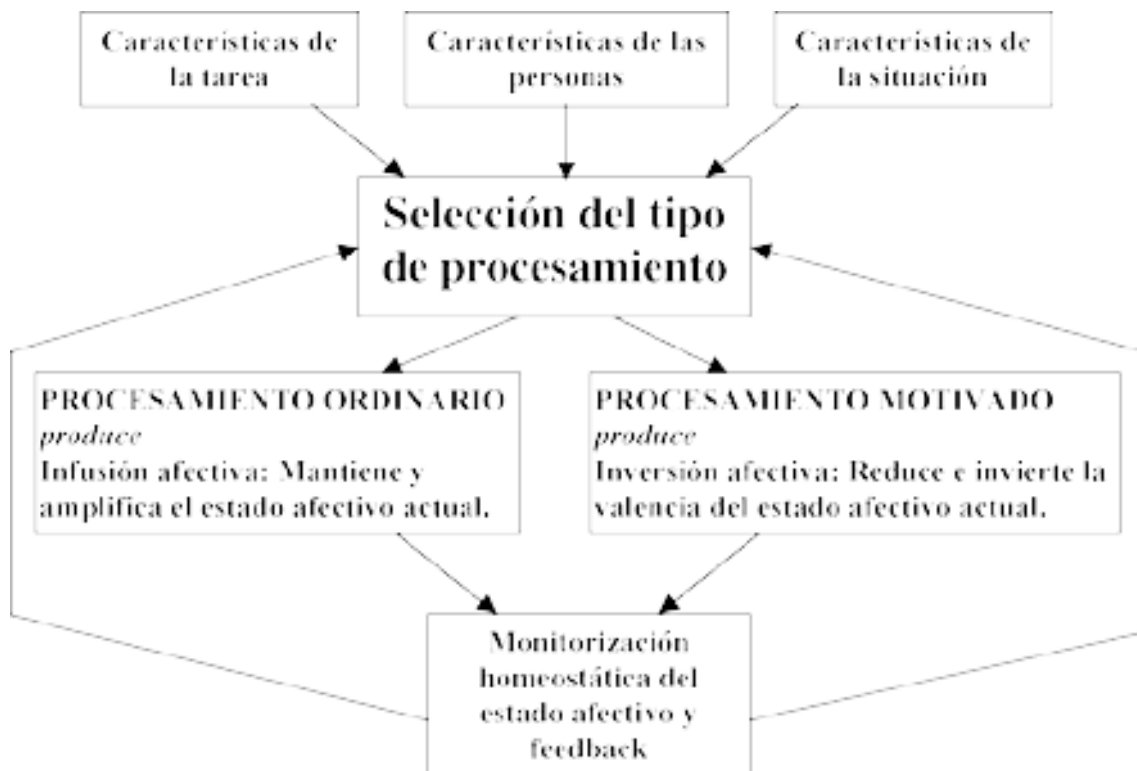 Características de
la tarea
Características de las
personas
Características de
la situación
Selección del tipo
de procesamiento
PROCESAMIENTO ORDINARIO
produce
Infusión afectiva: Mantiene y
amplifica el estado afectivo actual.
PROCESAMIENTO MOTIVADO
produce
Inversión afectiva: Reduce e invierte la
valencia del estado afectivo actual.
Monitorización
homeostática del
estado afectivo y
feedback